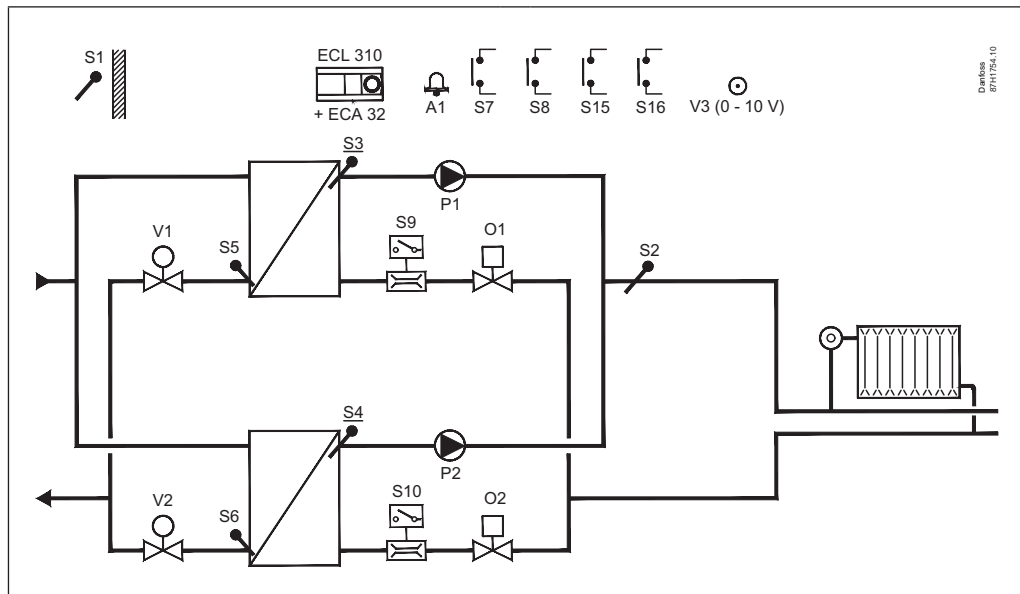 S1
ECL 310
+ ECA 32
A1
S7
S8
S15
S16
V3 (0 - 10 V)
Danfoss
87H1754.10
S3
P1
V1
S5
S9
O1
S2
S4
P2
V2
S6
S10
O2